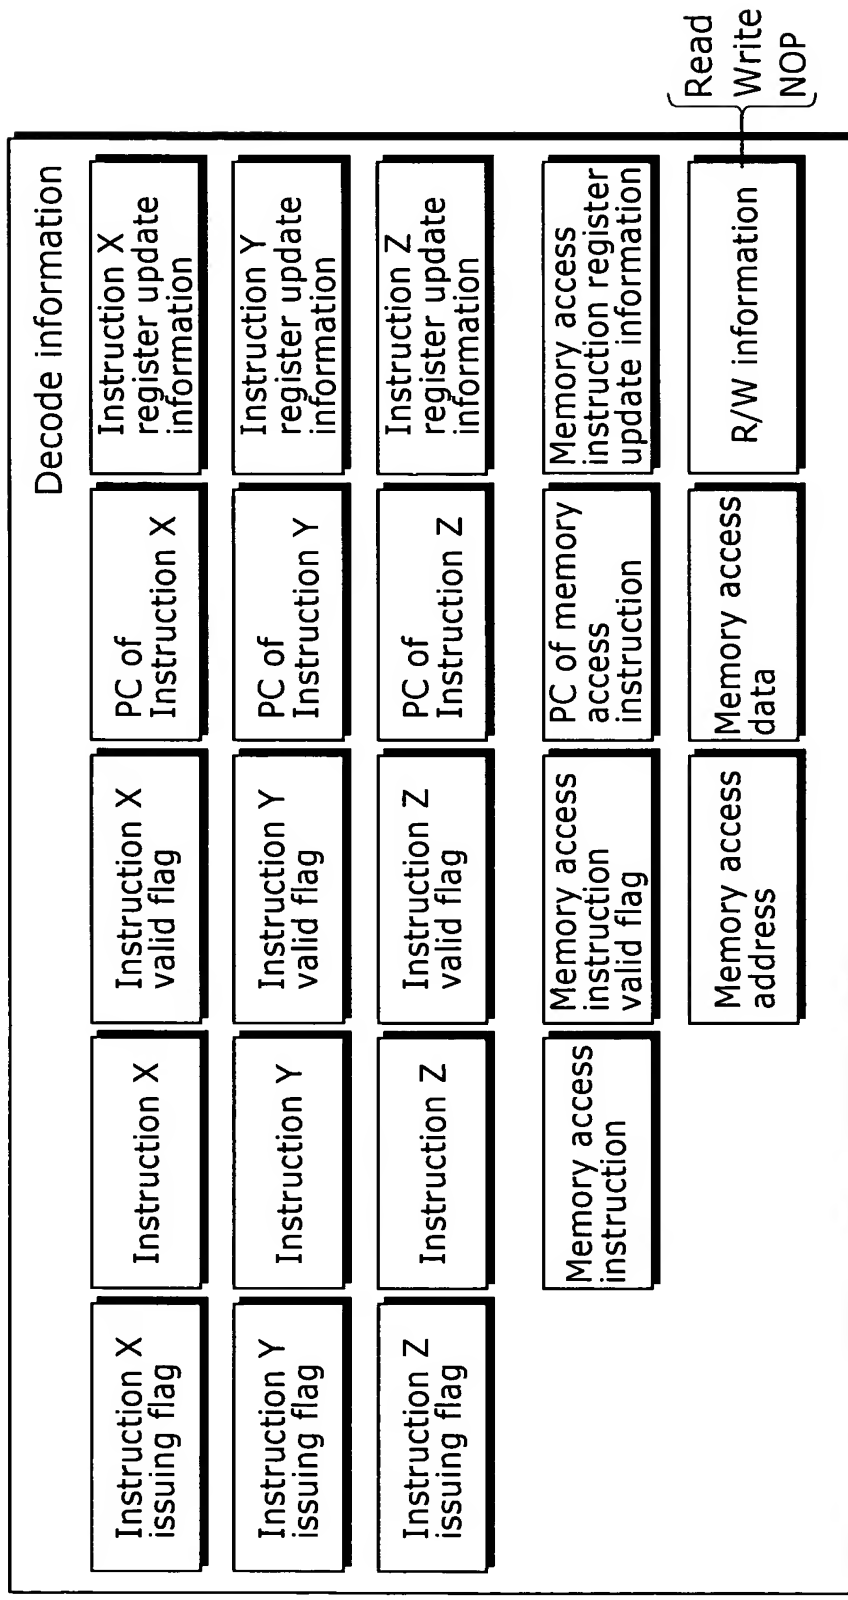 Decode information
Instruction X
issuing flag
Instruction X
Instruction X
valid flag
PC of
Instruction X
Instruction X
register update
information
Instruction Y
issuing flag
Instruction Y
Instruction Y
valid flag
PC of
Instruction Y
Instruction Y
register update
information
Instruction Z
issuing flag
Instruction Z
Instruction Z
valid flag
PC of
Instruction Z
Instruction Z
register update
information
Memory access
instruction
Memory access
instruction
valid flag
PC of memory
access
instruction
Memory access
instruction register
update information
Memory access
address
Memory access
data
R/W information
Read
Write
NOP